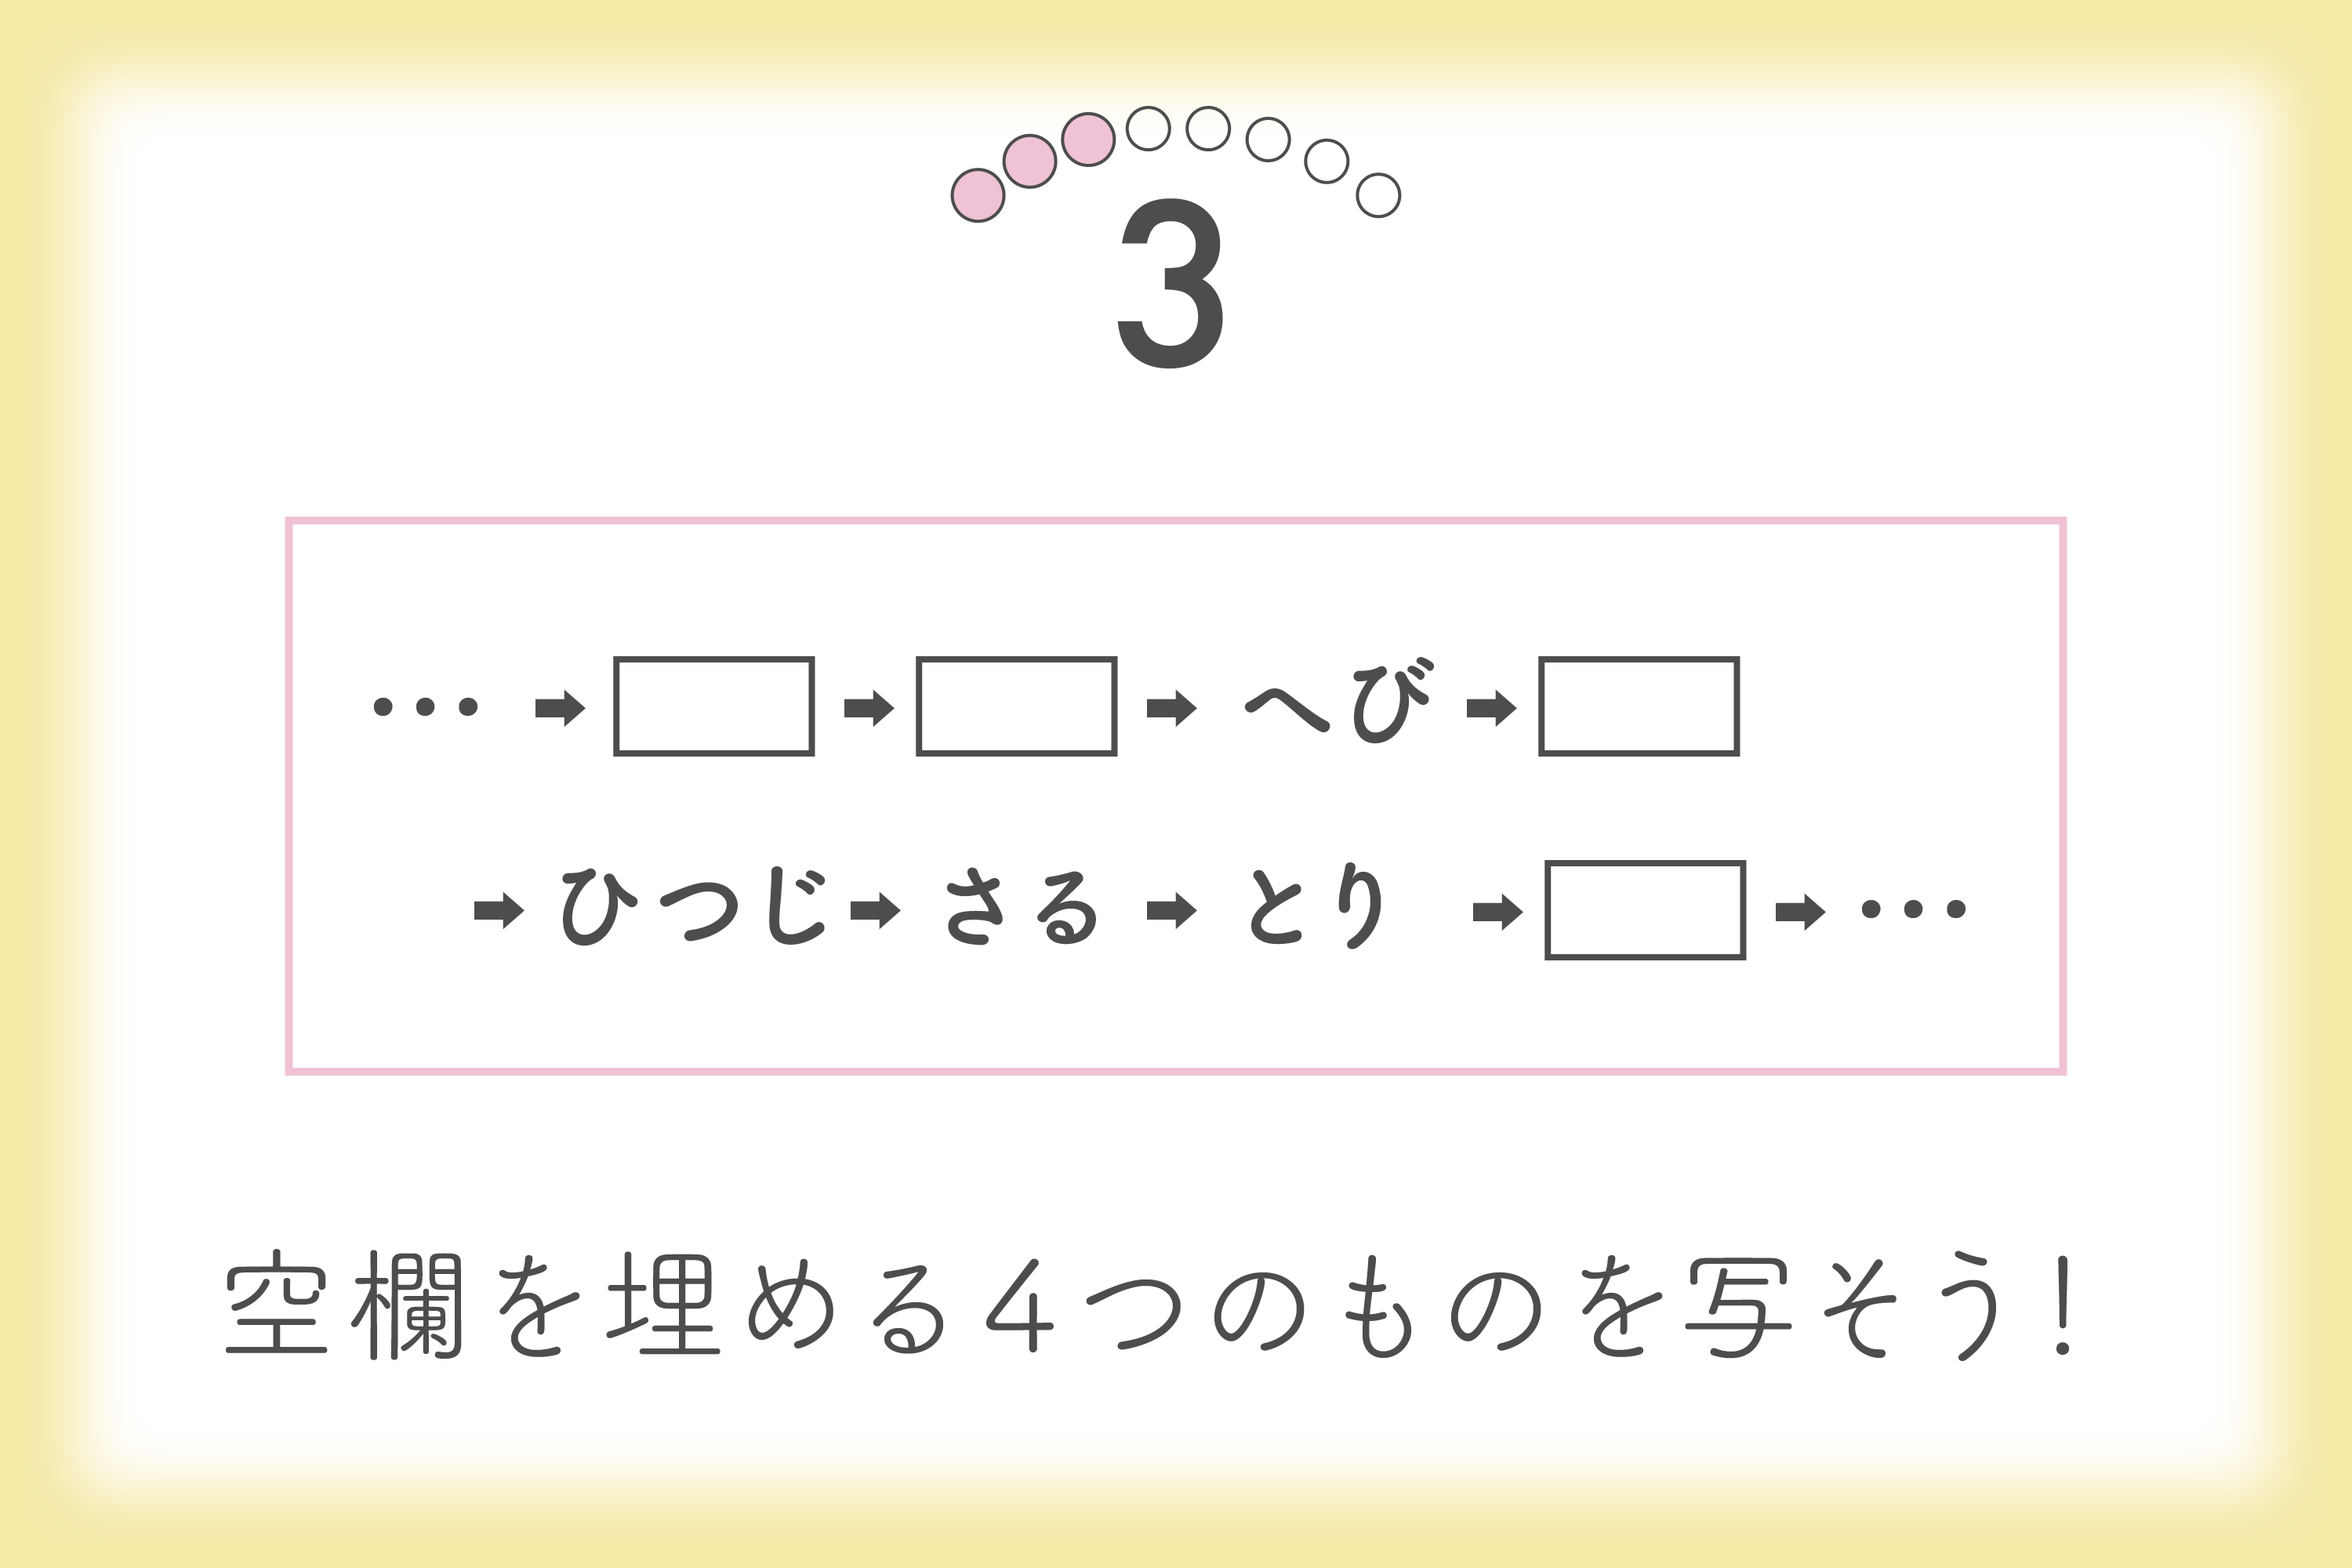 3
・・・ → → へび →
→ ひつじ → さる → とり → → ・・・
空欄を埋める4つのものを写そう!